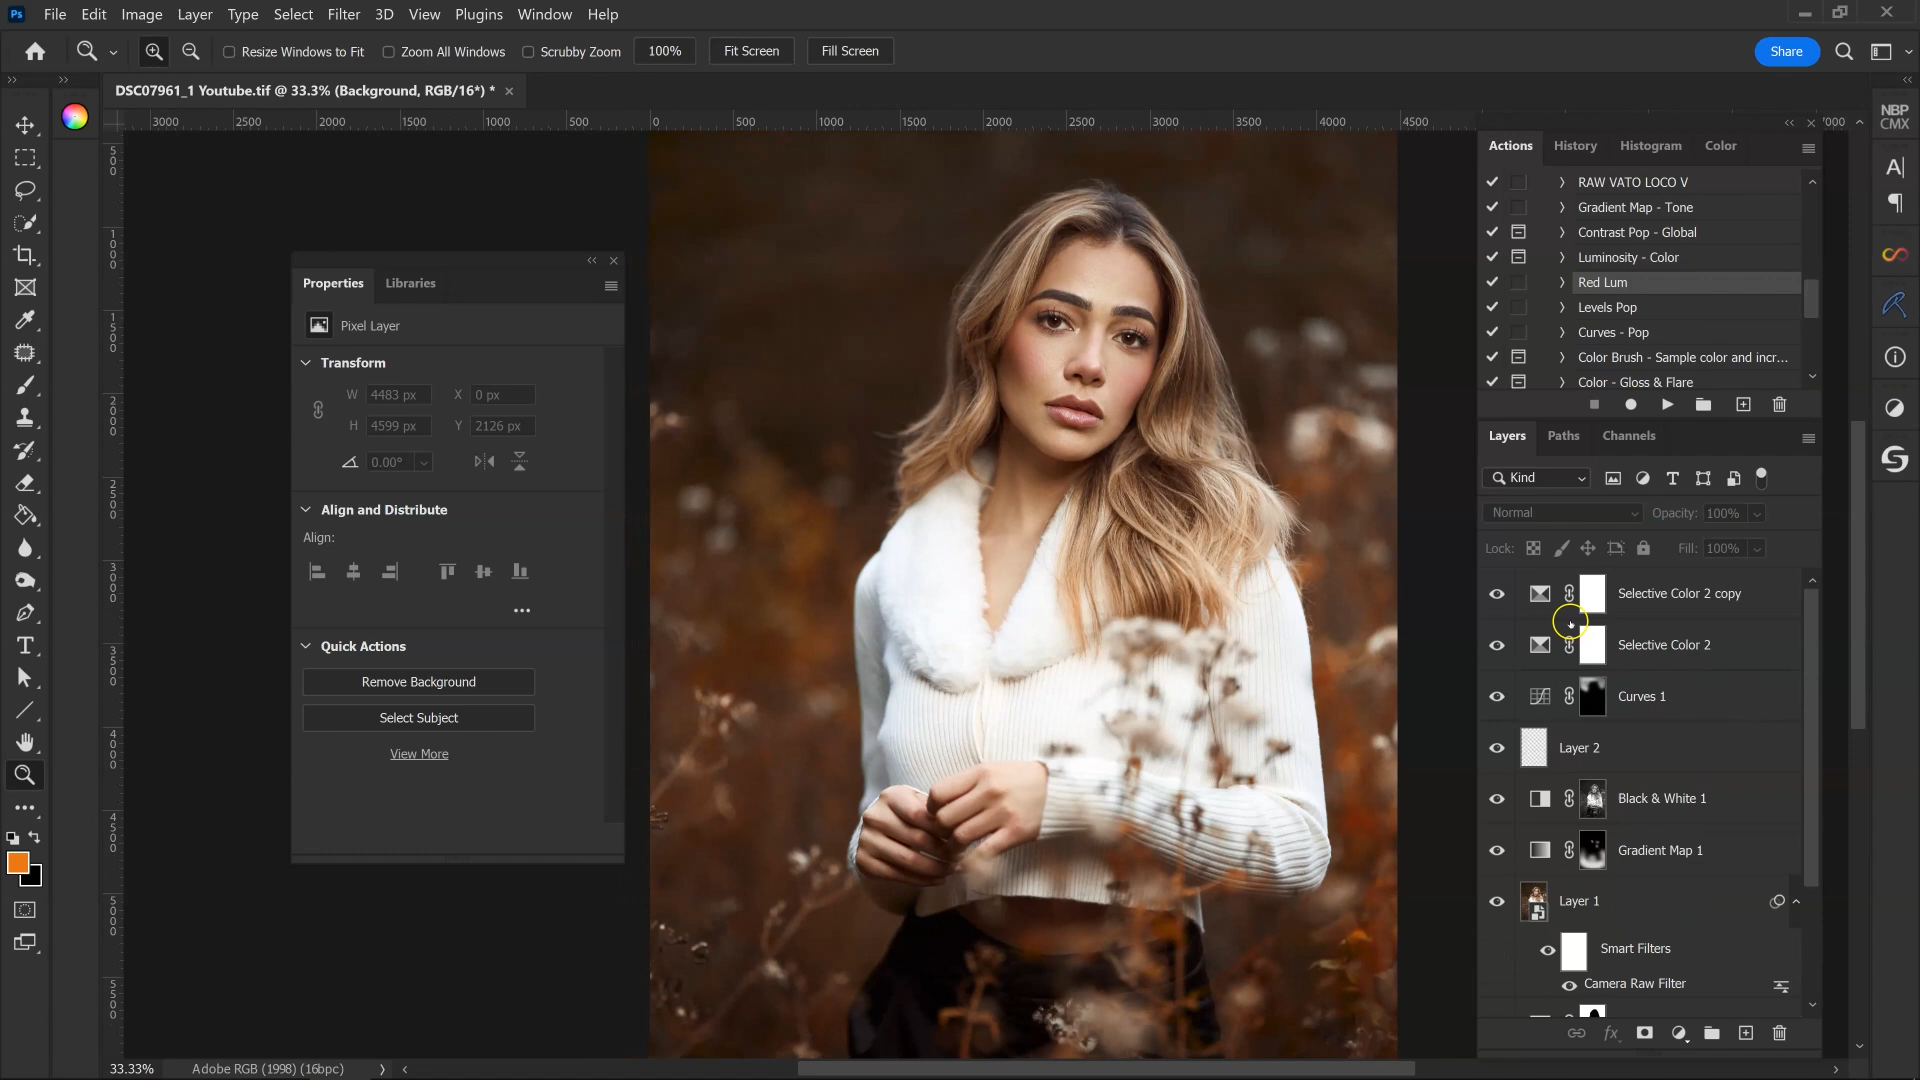 Ps File Edit Image Layer Type Select Filter 3D View Plugins Window Help
Resize Windows to Fit Zoom All Windows Scrubby Zoom 100% Fit Screen Fill Screen Share
DSC07961_1 Youtube.tif @ 33.3% (Background, RGB/16*) *
3000 2500 2000 1500 1000 500 0 500 1000 1500 2000 2500 3000 3500 4000 4500
NBP
CMX
Actions History Histogram Color
RAW VATO LOCO V
Gradient Map - Tone
Contrast Pop - Global
Luminosity - Color
Red Lum
Levels Pop
Curves - Pop
Color Brush - Sample color and incr...
Color - Gloss & Flare
Properties Libraries
Pixel Layer
Transform
W 4483 px X 0 px
H 4599 px Y 2126 px
0.00°
Align and Distribute
Align:
Quick Actions
Remove Background
Select Subject
View More
Layers Paths Channels
Kind
Normal Opacity: 100%
Lock: Fill: 100%
Selective Color 2 copy
Selective Color 2
Curves 1
Layer 2
Black & White 1
Gradient Map 1
Layer 1
Smart Filters
Camera Raw Filter
fx
33.33% Adobe RGB (1998) (16bpc)